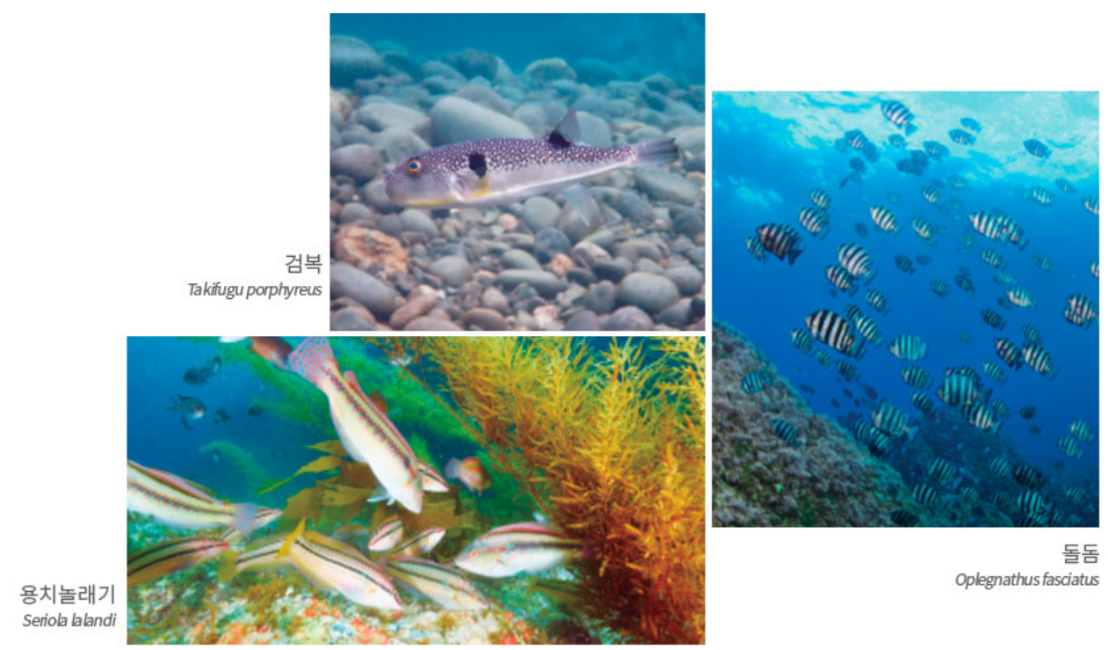 검복
Takifugu porphyreus
용치놀래기
Seriola lalandi
돌돔
Oplegnathus fasciatus